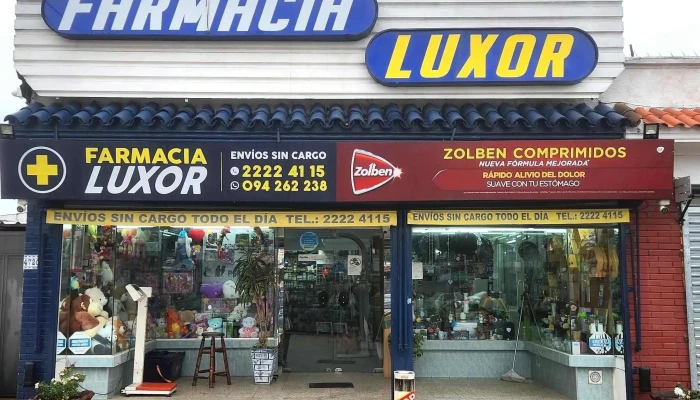 FARMACIA
LUXOR
FARMACIA
LUXOR
ENVÍOS SIN CARGO
2222 41 15
094 262 238
Zolben
ZOLBEN COMPRIMIDOS
NUEVA FÓRMULA MEJORADA*
RÁPIDO ALIVIO DEL DOLOR
SUAVE CON TU ESTÓMAGO
ENVÍOS SIN CARGO TODO EL DÍA TEL.: 2222 4115
ENVÍOS SIN CARGO TODO EL DÍA TEL.: 2222 4115